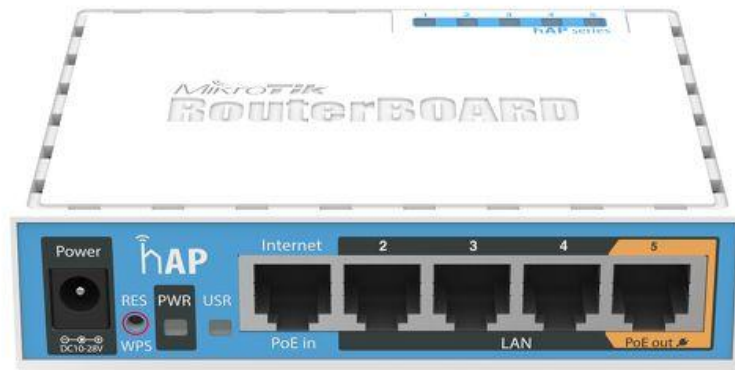 1 2 3 4 5
hAP series
MikroTik
RouterBOARD
Power
hAP
Internet
2 3 4 5
RES
PWR
USR
WPS
DC10-28V
PoE in
LAN
PoE out